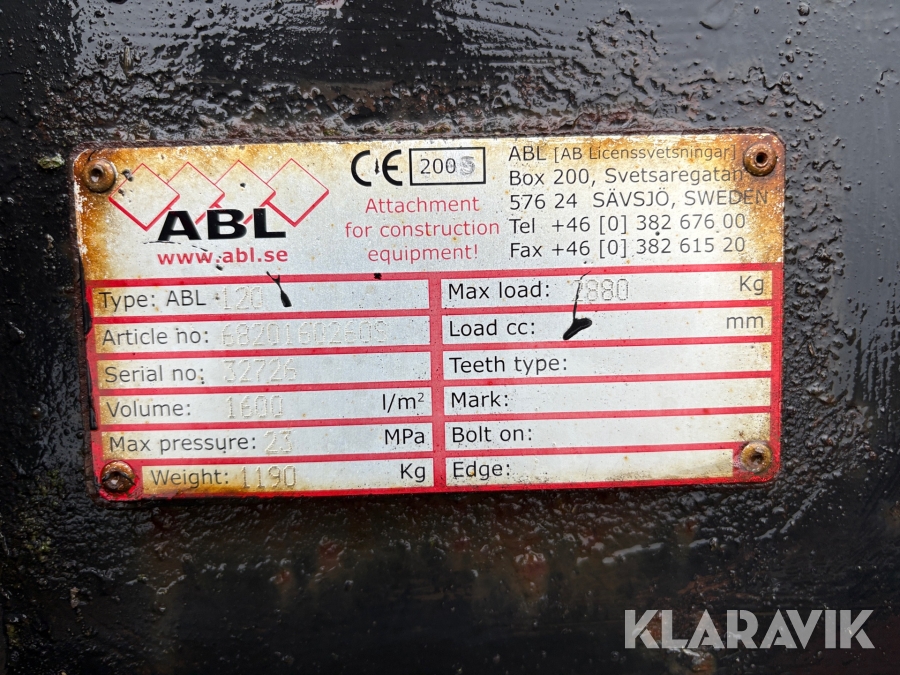 ABL
www.abl.se
CE 2005
Attachment
for construction
equipment!
ABL [AB Licenssvetsningar]
Box 200, Svetsaregatan
576 24 SÄVSJÖ, SWEDEN
Tel +46 [0] 382 676 00
Fax +46 [0] 382 615 20
Type: ABL 120
Article no: 68201602609
Serial no: 32726
Volume: 1600 l/m²
Max pressure: 23 MPa
Weight: 1190 Kg
Max load: 2880 Kg
Load cc: mm
Teeth type:
Mark:
Bolt on:
Edge:
KLARAVIK